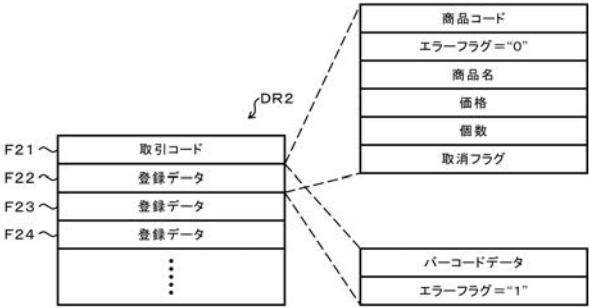 DR2
F21 取引コード
F22 登録データ
F23 登録データ
F24 登録データ
商品コード
エラーフラグ＝“0”
商品名
価格
個数
取消フラグ
バーコードデータ
エラーフラグ＝“1”